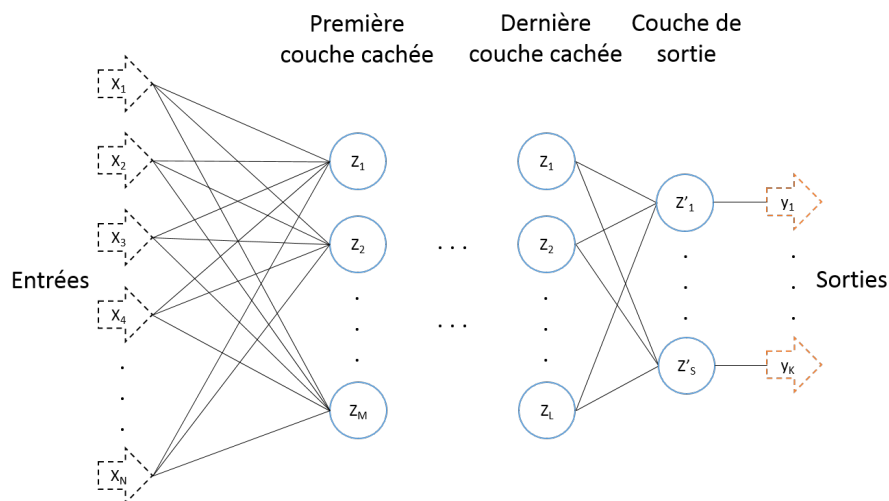 Première
couche cachée
Dernière
couche cachée
Couche de
sortie
X1
X2
X3
X4
XN
Entrées
Z1
Z2
ZM
. . .
. . .
Z1
Z2
ZL
Z'1
Z'S
y1
yK
Sorties